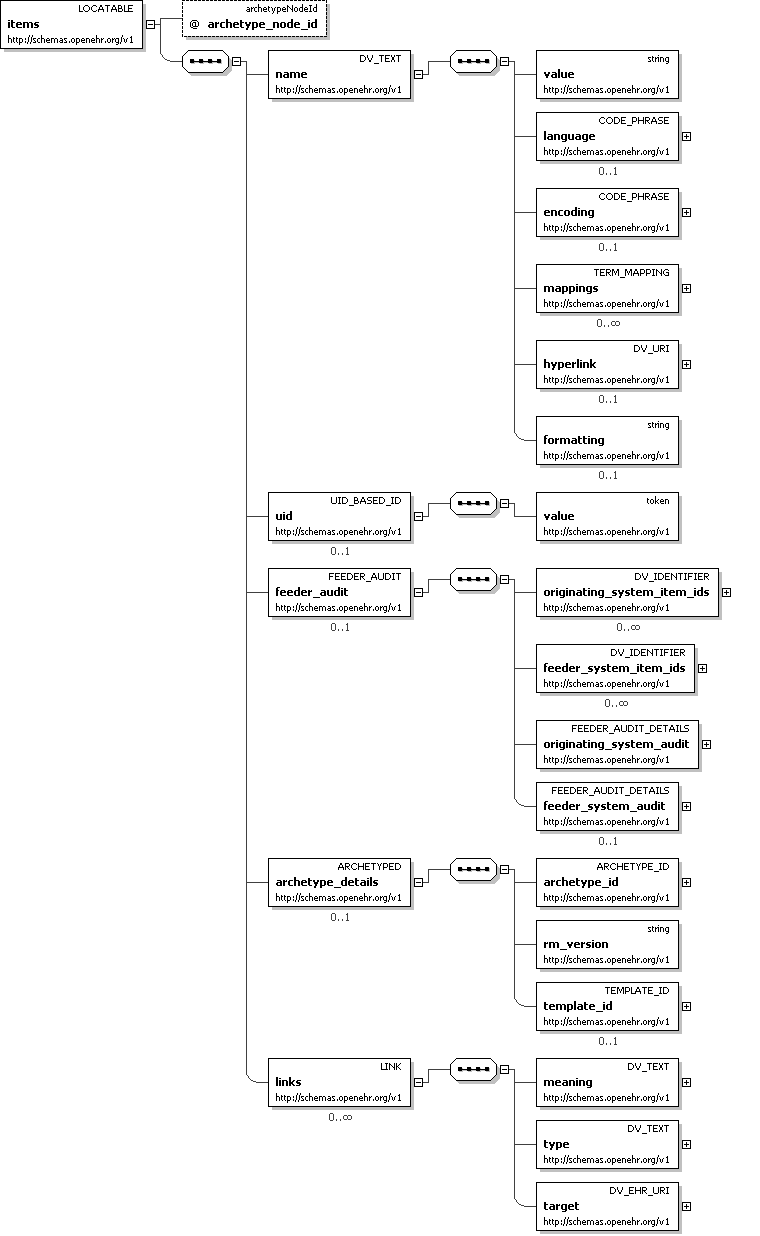 LOCATABLE
items
http://schemas.openehr.org/v1
archetypeNodeId
@ archetype_node_id
DV_TEXT
name
http://schemas.openehr.org/v1
string
value
http://schemas.openehr.org/v1
CODE_PHRASE
language
http://schemas.openehr.org/v1
0..1
CODE_PHRASE
encoding
http://schemas.openehr.org/v1
0..1
TERM_MAPPING
mappings
http://schemas.openehr.org/v1
0..∞
DV_URI
hyperlink
http://schemas.openehr.org/v1
0..1
string
formatting
http://schemas.openehr.org/v1
0..1
UID_BASED_ID
uid
http://schemas.openehr.org/v1
0..1
token
value
http://schemas.openehr.org/v1
FEEDER_AUDIT
feeder_audit
http://schemas.openehr.org/v1
0..1
DV_IDENTIFIER
originating_system_item_ids
http://schemas.openehr.org/v1
0..∞
DV_IDENTIFIER
feeder_system_item_ids
http://schemas.openehr.org/v1
0..∞
FEEDER_AUDIT_DETAILS
originating_system_audit
http://schemas.openehr.org/v1
FEEDER_AUDIT_DETAILS
feeder_system_audit
http://schemas.openehr.org/v1
0..1
ARCHETYPED
archetype_details
http://schemas.openehr.org/v1
0..1
ARCHETYPE_ID
archetype_id
http://schemas.openehr.org/v1
string
rm_version
http://schemas.openehr.org/v1
TEMPLATE_ID
template_id
http://schemas.openehr.org/v1
0..1
LINK
links
http://schemas.openehr.org/v1
0..∞
DV_TEXT
meaning
http://schemas.openehr.org/v1
DV_TEXT
type
http://schemas.openehr.org/v1
DV_EHR_URI
target
http://schemas.openehr.org/v1